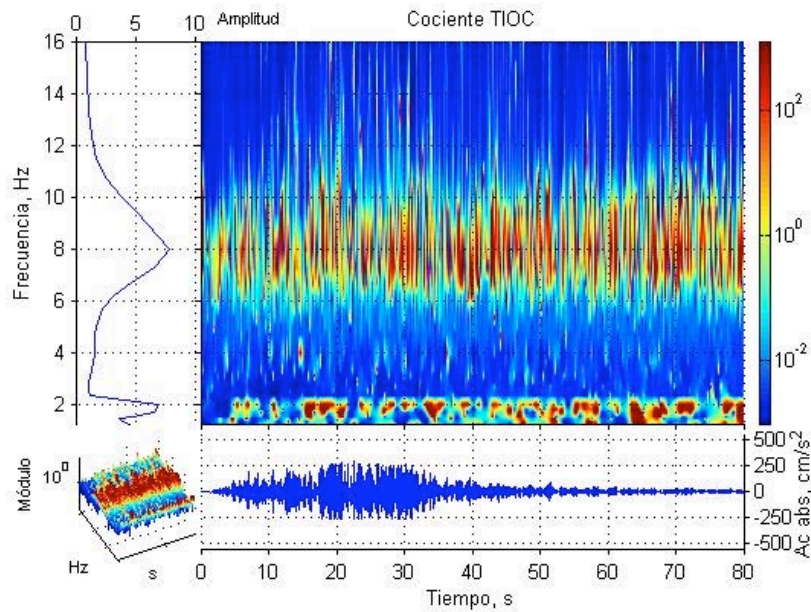 0 5 10 Amplitud Cociente TIOC
16
14
12
10
8
6
4
2
Frecuencia, Hz
10²
10⁰
10⁻²
Módulo
10⁰
Hz
s
500
250
0
-250
-500
Ac abs., cm/s²
0 10 20 30 40 50 60 70 80
Tiempo, s